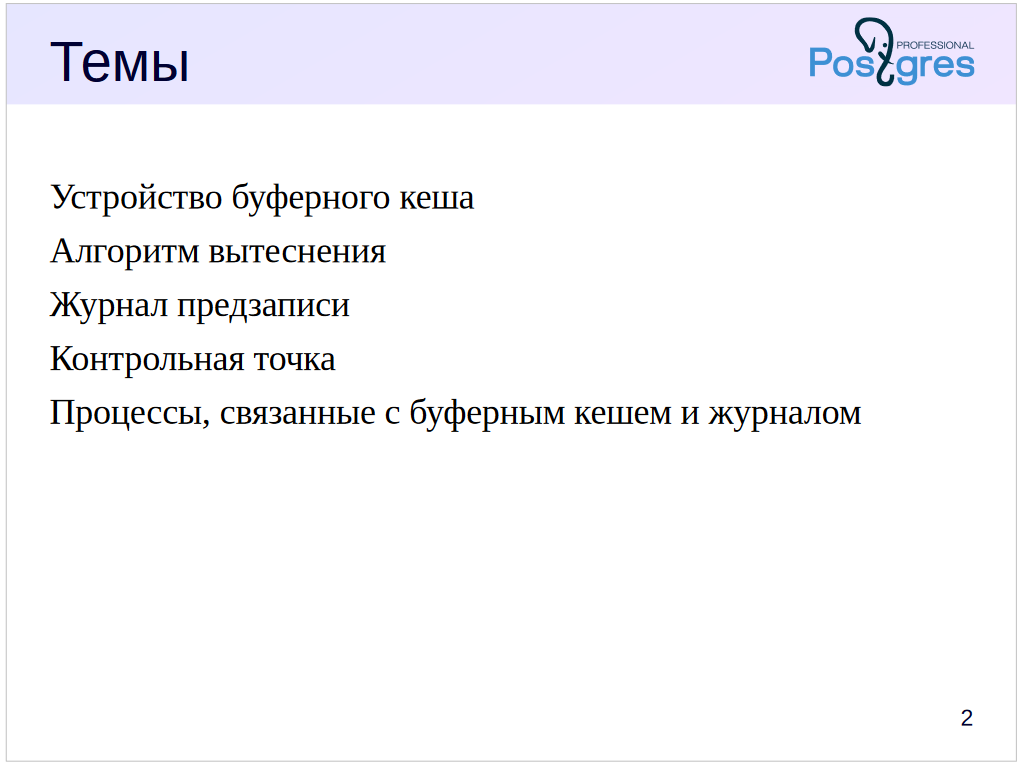 Темы
PROFESSIONAL
Postgres
Устройство буферного кеша
Алгоритм вытеснения
Журнал предзаписи
Контрольная точка
Процессы, связанные с буферным кешем и журналом
2